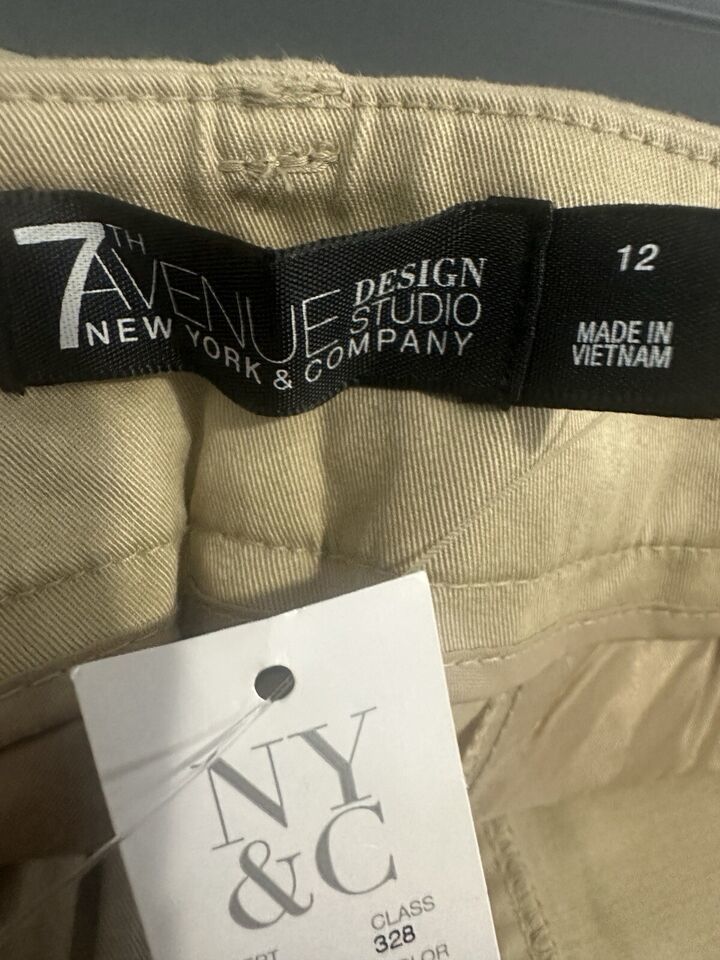 7TH AVENUE
DESIGN
STUDIO
NEW YORK & COMPANY
12
MADE IN
VIETNAM
NY
&C
CLASS
328